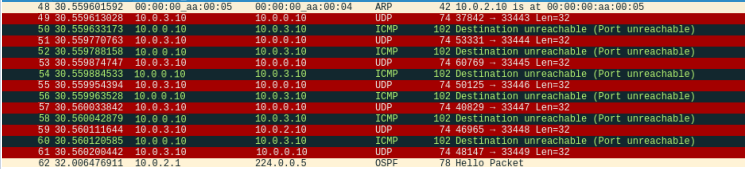 48 30.559601592 00:00:00_aa:00:05 00:00:00_aa:00:04 ARP 42 10.0.2.10 is at 00:00:00:aa:00:05
49 30.559613028 10.0.3.10 10.0.0.10 UDP 74 37842 → 33443 Len=32
50 30.559633173 10.0.0.10 10.0.3.10 ICMP 102 Destination unreachable (Port unreachable)
51 30.559770763 10.0.3.10 10.0.0.10 UDP 74 53331 → 33444 Len=32
52 30.559788158 10.0.0.10 10.0.3.10 ICMP 102 Destination unreachable (Port unreachable)
53 30.559874747 10.0.3.10 10.0.0.10 UDP 74 60769 → 33445 Len=32
54 30.559884533 10.0.0.10 10.0.3.10 ICMP 102 Destination unreachable (Port unreachable)
55 30.559954394 10.0.3.10 10.0.0.10 UDP 74 50125 → 33446 Len=32
56 30.559963528 10.0.0.10 10.0.3.10 ICMP 102 Destination unreachable (Port unreachable)
57 30.560033842 10.0.3.10 10.0.0.10 UDP 74 40829 → 33447 Len=32
58 30.560042879 10.0.0.10 10.0.3.10 ICMP 102 Destination unreachable (Port unreachable)
59 30.560111644 10.0.3.10 10.0.2.10 UDP 74 46965 → 33448 Len=32
60 30.560120585 10.0.0.10 10.0.3.10 ICMP 102 Destination unreachable (Port unreachable)
61 30.560200442 10.0.3.10 10.0.0.10 UDP 74 48147 → 33449 Len=32
62 32.006476911 10.0.2.1 224.0.0.5 OSPF 78 Hello Packet